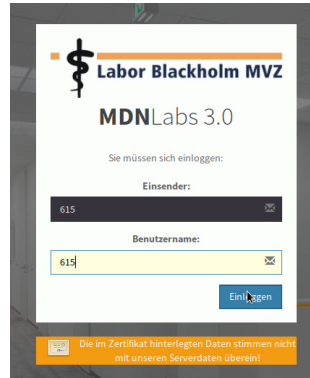 Labor Blackholm MVZ
MDNLabs 3.0
Sie müssen sich einloggen:
Einsender:
615
Benutzername:
615
Einloggen
Die im Zertifikat hinterlegten Daten stimmen nicht
mit unseren Serverdaten überein!